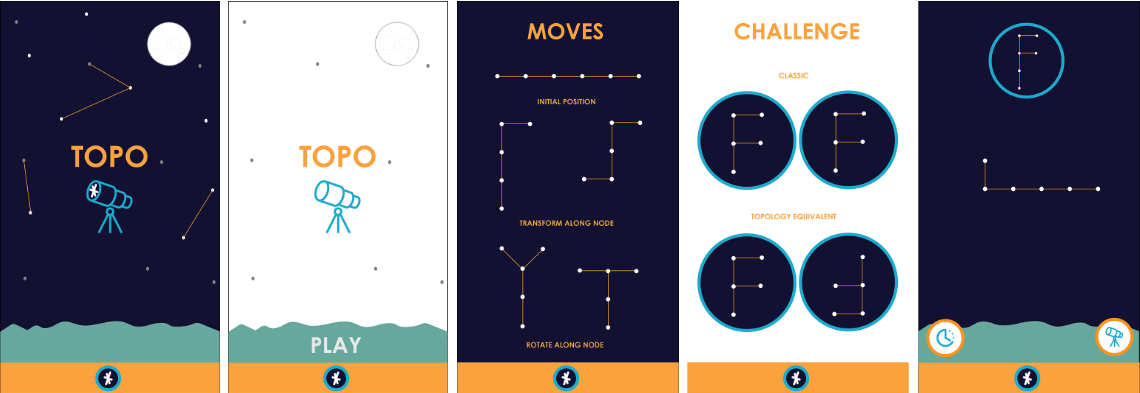 TOPO
TOPO
PLAY
MOVES
INITIAL POSITION
TRANSFORM ALONG NODE
ROTATE ALONG NODE
CHALLENGE
CLASSIC
TOPOLOGY EQUIVALENT